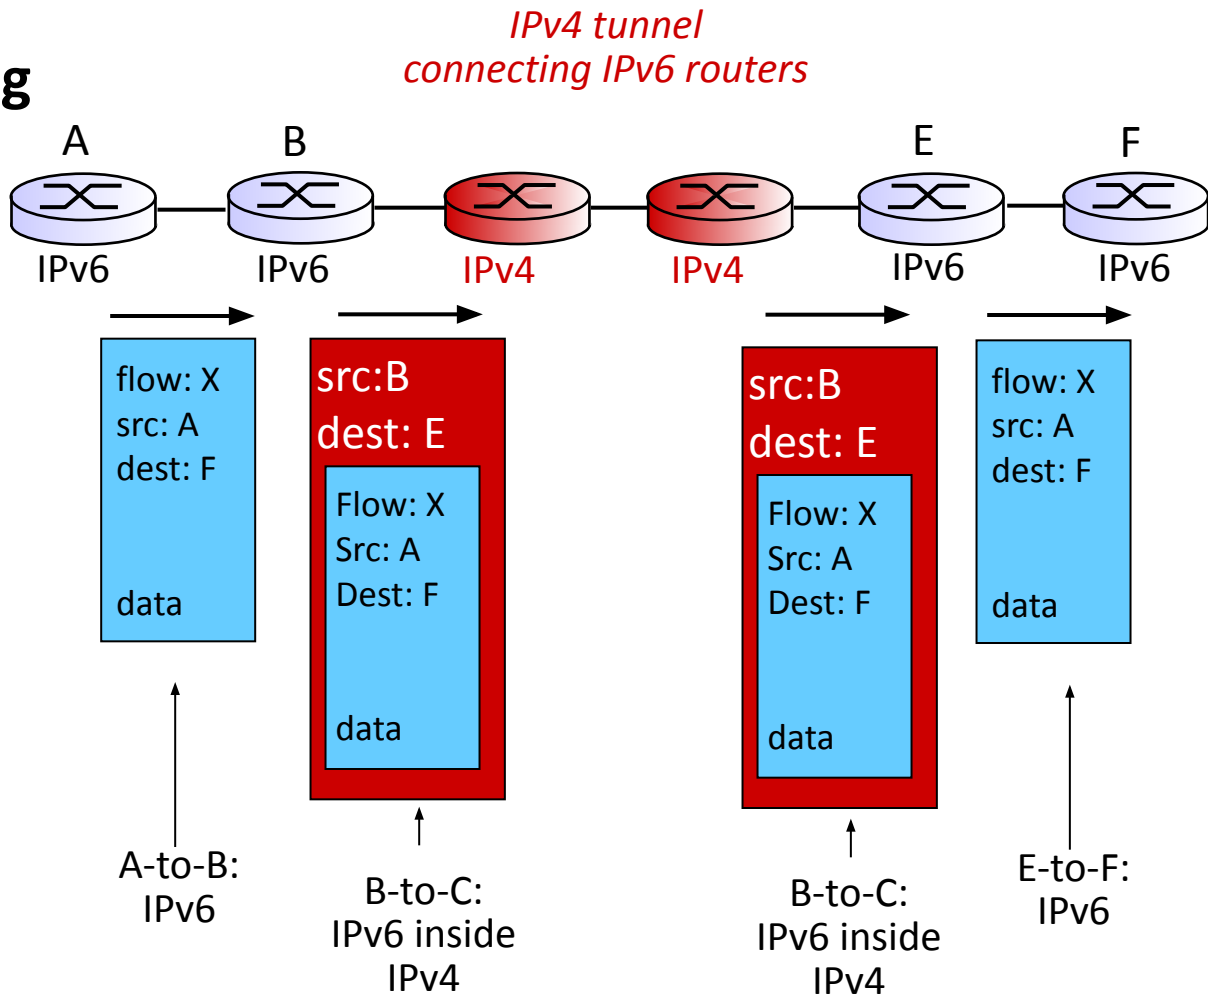 IPv4 tunnel
connecting IPv6 routers
g
A
B
E
F
IPv6
IPv6
IPv4
IPv4
IPv6
IPv6
flow: X
src: A
dest: F
data
src:B
dest: E
Flow: X
Src: A
Dest: F
data
src:B
dest: E
Flow: X
Src: A
Dest: F
data
flow: X
src: A
dest: F
data
A-to-B:
IPv6
B-to-C:
IPv6 inside
IPv4
B-to-C:
IPv6 inside
IPv4
E-to-F:
IPv6